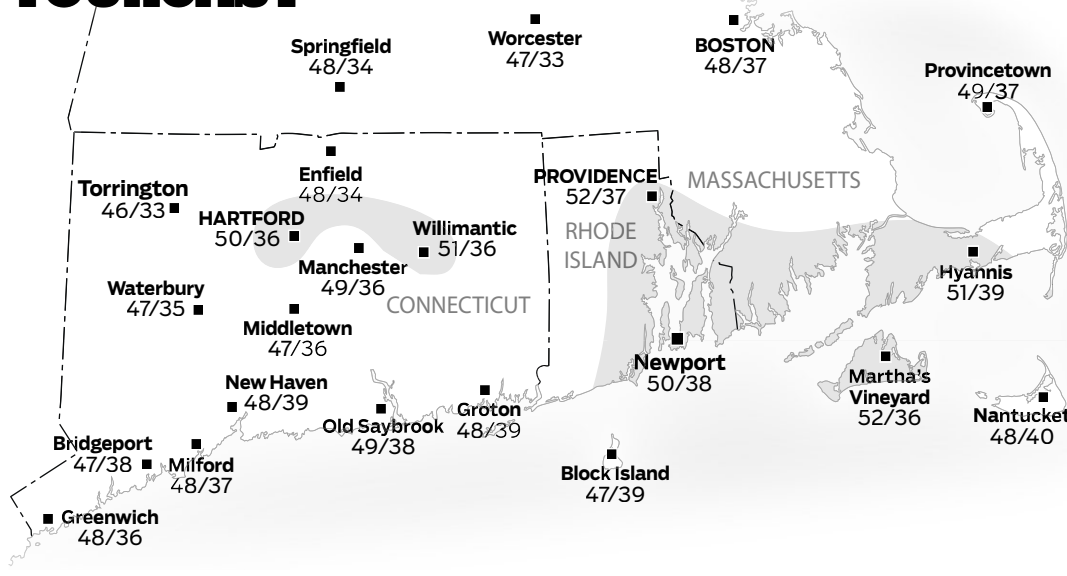 Springfield
48/34
Worcester
47/33
BOSTON
48/37
Provincetown
49/37
Enfield
48/34
Torrington
46/33
HARTFORD
50/36
Willimantic
51/36
Manchester
49/36
PROVIDENCE
52/37
MASSACHUSETTS
RHODE
ISLAND
Hyannis
51/39
Waterbury
47/35
CONNECTICUT
Middletown
47/36
Newport
50/38
Martha's
Vineyard
52/36
New Haven
48/39
Old Saybrook
49/38
Groton
48/39
Nantucket
48/40
Bridgeport
47/38
Milford
48/37
Block Island
47/39
Greenwich
48/36